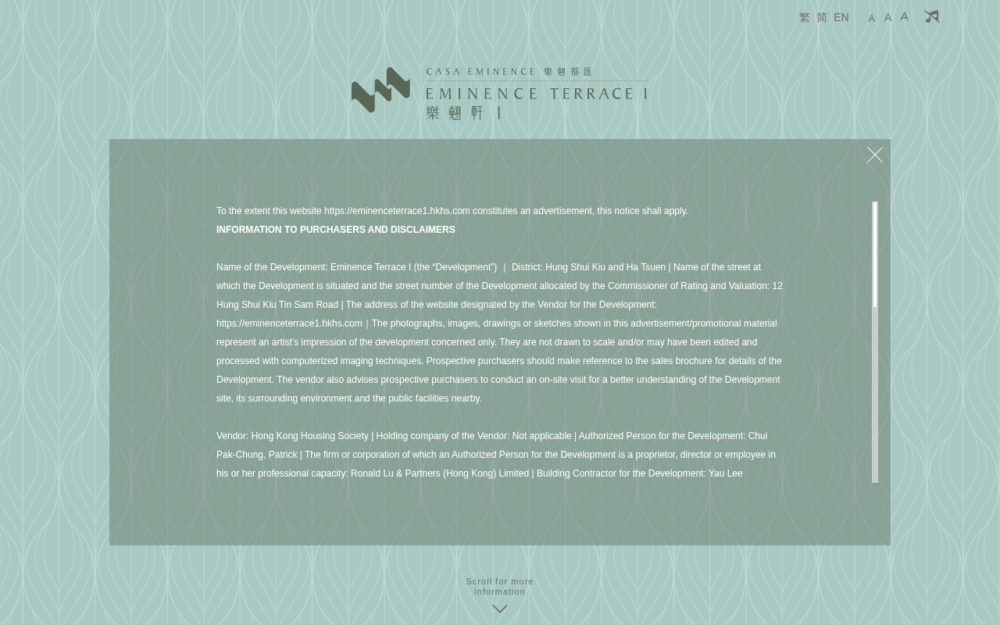 繁 简 EN A A A
CASA EMINENCE 樂翹都匯
EMINENCE TERRACE I
樂翹軒 I
To the extent this website https://eminenceterrace1.hkhs.com constitutes an advertisement, this notice shall apply.
INFORMATION TO PURCHASERS AND DISCLAIMERS
Name of the Development: Eminence Terrace I (the “Development”) ｜ District: Hung Shui Kiu and Ha Tsuen | Name of the street at
which the Development is situated and the street number of the Development allocated by the Commissioner of Rating and Valuation: 12
Hung Shui Kiu Tin Sam Road | The address of the website designated by the Vendor for the Development:
https://eminenceterrace1.hkhs.com｜The photographs, images, drawings or sketches shown in this advertisement/promotional material
represent an artist’s impression of the development concerned only. They are not drawn to scale and/or may have been edited and
processed with computerized imaging techniques. Prospective purchasers should make reference to the sales brochure for details of the
Development. The vendor also advises prospective purchasers to conduct an on-site visit for a better understanding of the Development
site, its surrounding environment and the public facilities nearby.
Vendor: Hong Kong Housing Society | Holding company of the Vendor: Not applicable | Authorized Person for the Development: Chui
Pak-Chung, Patrick | The firm or corporation of which an Authorized Person for the Development is a proprietor, director or employee in
his or her professional capacity: Ronald Lu & Partners (Hong Kong) Limited | Building Contractor for the Development: Yau Lee
Scroll for more
information